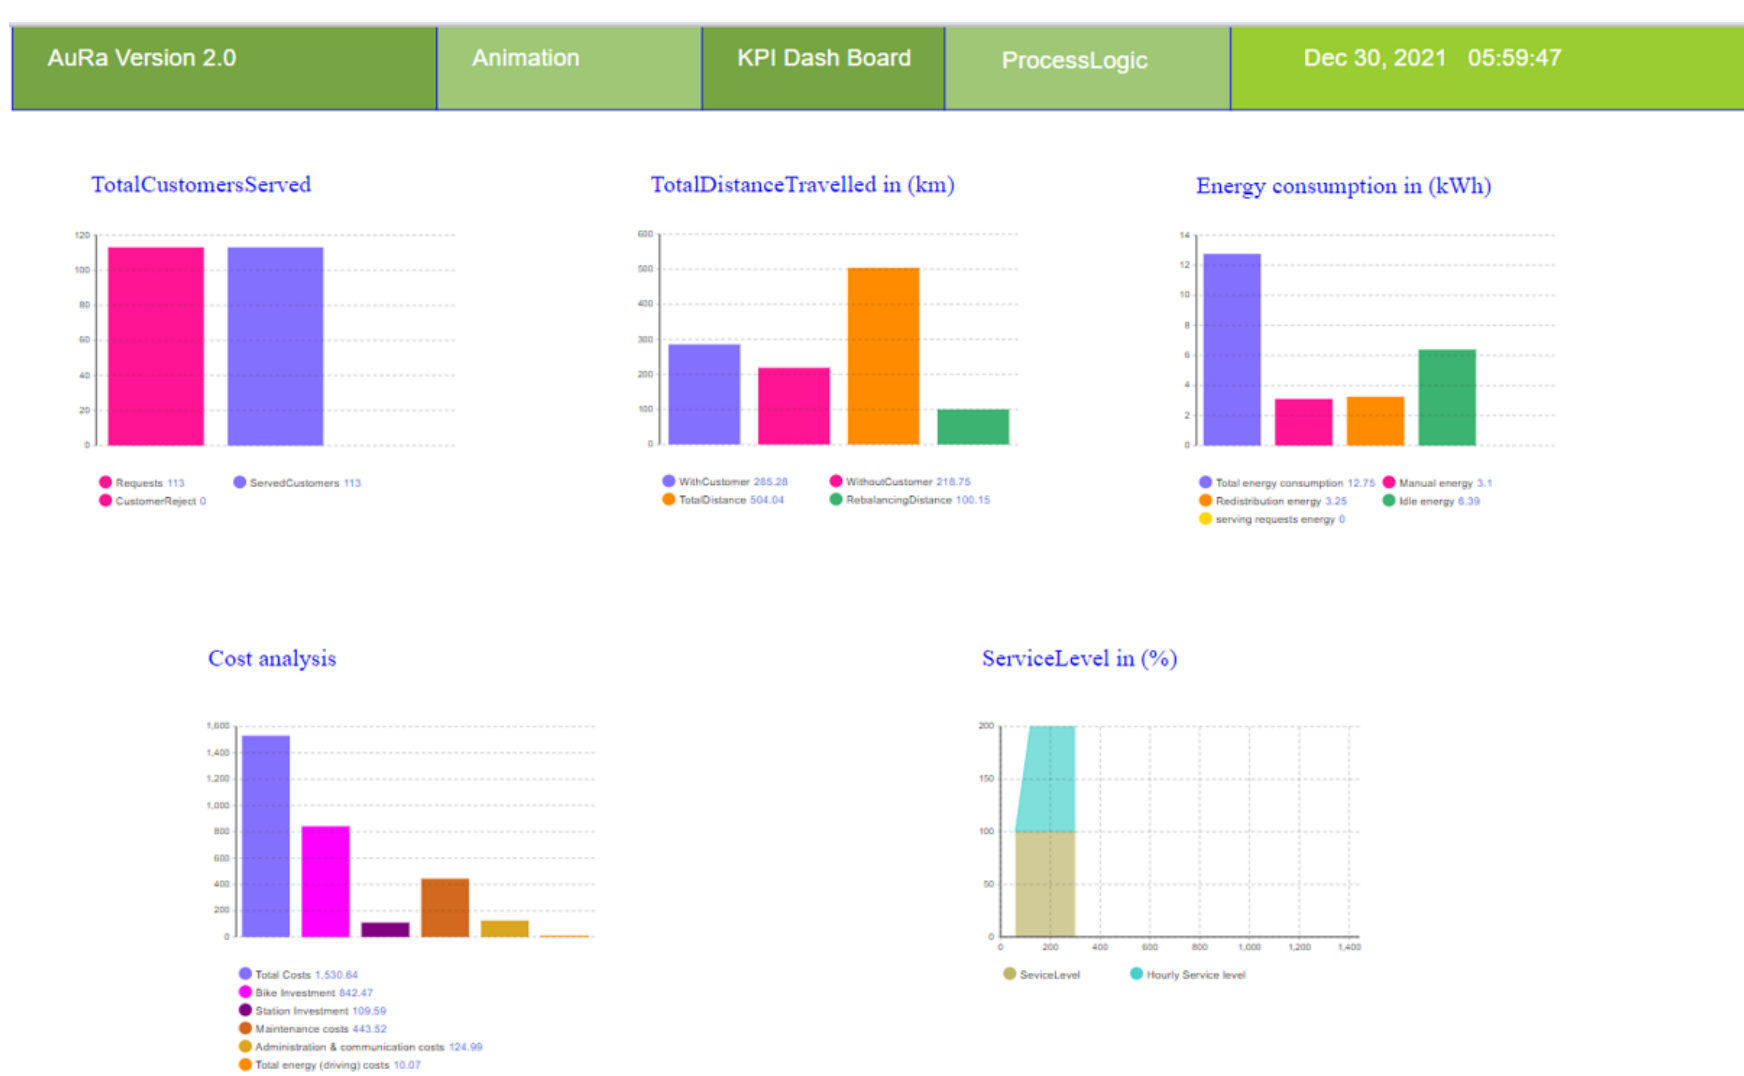 AuRa Version 2.0 Animation KPI Dash Board ProcessLogic Dec 30, 2021 05:59:47
TotalCustomersServed
120
100
80
60
40
20
0
Requests 113 ServedCustomers 113
CustomerReject 0
TotalDistanceTravelled in (km)
600
500
400
300
200
100
0
WithCustomer 285.28 WithoutCustomer 218.75
TotalDistance 504.04 RebalancingDistance 100.15
Energy consumption in (kWh)
14
12
10
8
6
4
2
0
Total energy consumption 12.75 Manual energy 3.1
Redistribution energy 3.25 Idle energy 6.39
serving requests energy 0
Cost analysis
1,600
1,400
1,200
1,000
800
600
400
200
0
Total Costs 1,530.64
Bike Investment 842.47
Station Investment 109.59
Maintenance costs 443.52
Administration & communication costs 124.99
Total energy (driving) costs 10.07
ServiceLevel in (%)
200
150
100
50
0
0 200 400 600 800 1,000 1,200 1,400
SeviceLevel Hourly Service level